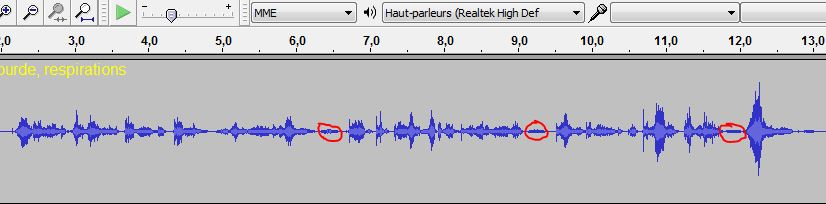 MME Haut-parleurs (Realtek High Def
2,0 3,0 4,0 5,0 6,0 7,0 8,0 9,0 10,0 11,0 12,0 13,0
ourde, respirations